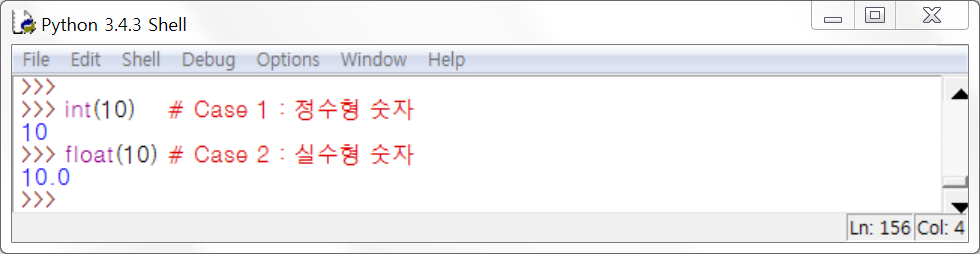 Python 3.4.3 Shell
File Edit Shell Debug Options Window Help
>>>
>>> int(10) # Case 1 : 정수형 숫자
10
>>> float(10) # Case 2 : 실수형 숫자
10.0
>>>
Ln: 156 Col: 4